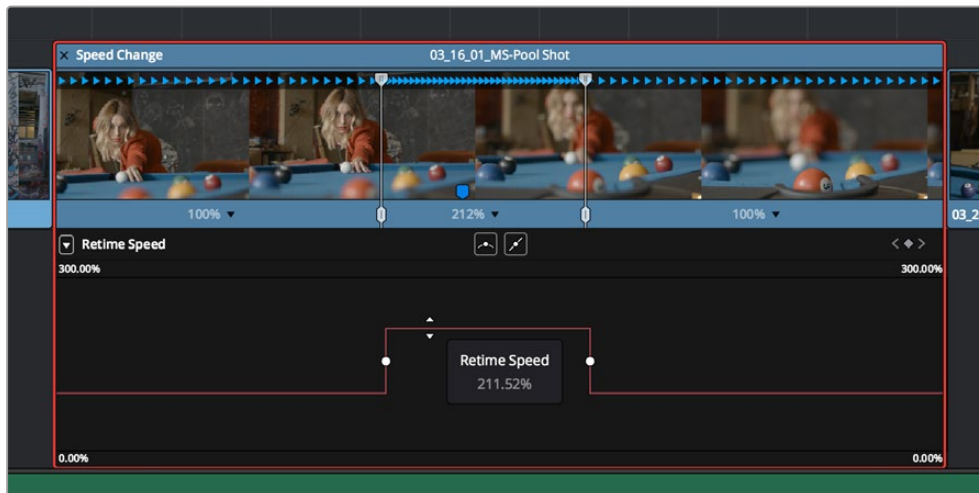 × Speed Change 03_16_01_MS-Pool Shot
100% 212% 100% 03_2
Retime Speed
300.00% 300.00%
Retime Speed
211.52%
0.00% 0.00%